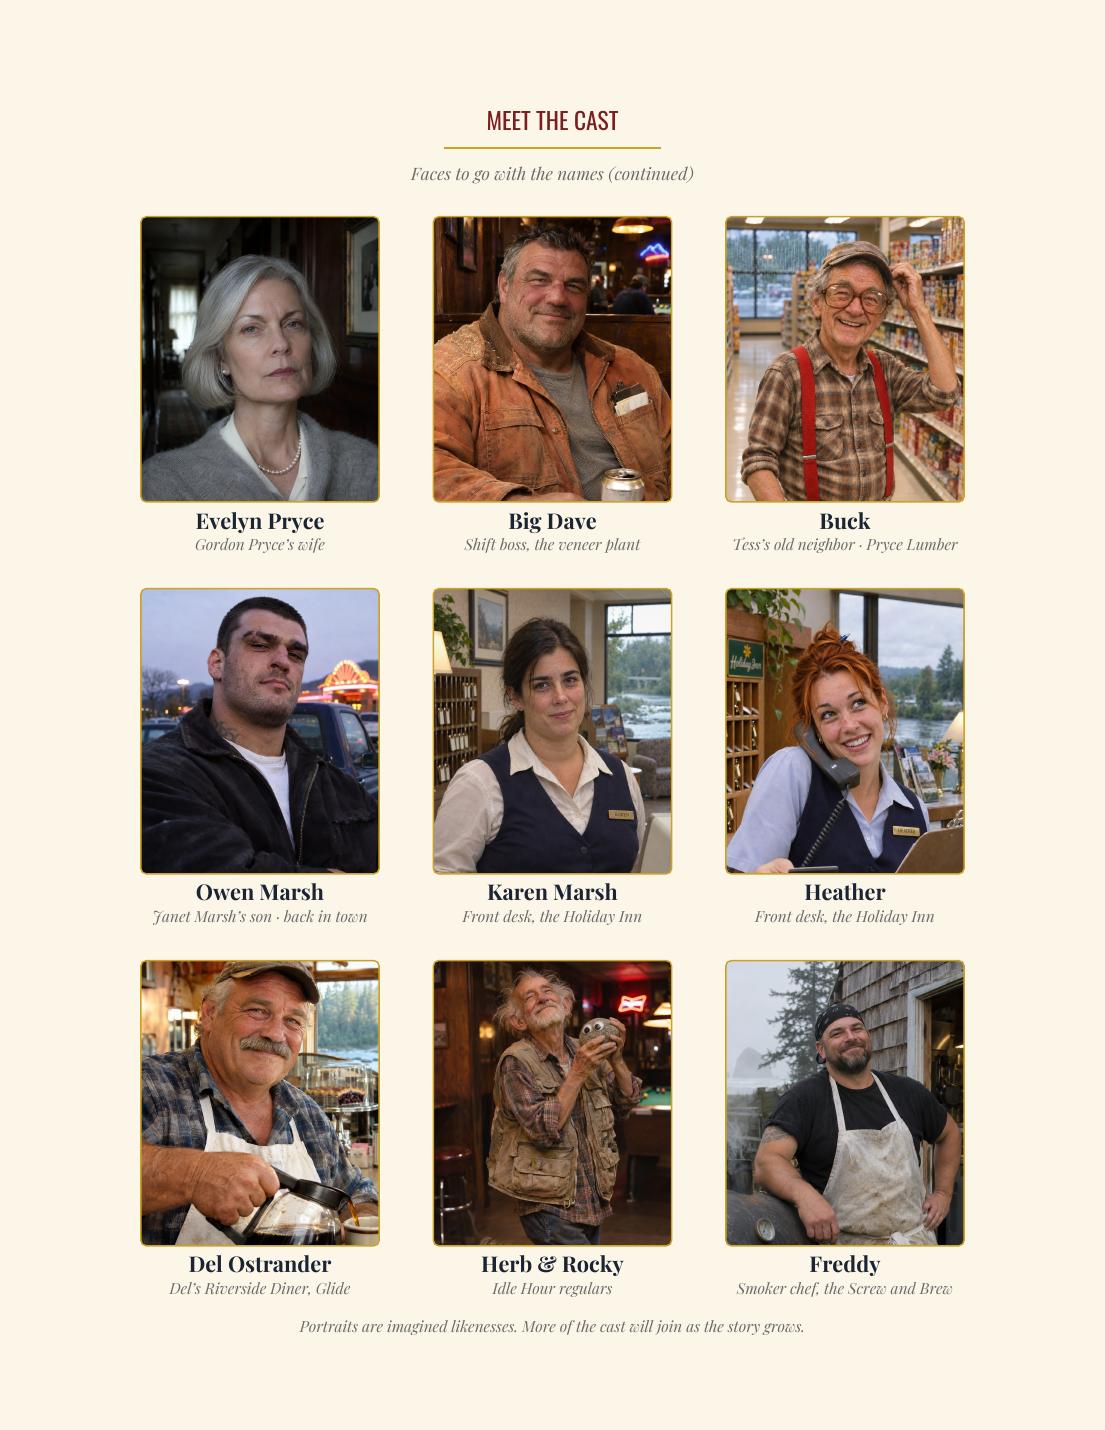 MEET THE CAST
Faces to go with the names (continued)
Evelyn Pryce
Gordon Pryce's wife
Big Dave
Shift boss, the veneer plant
Buck
Tess's old neighbor · Pryce Lumber
Holiday Inn
KAREN
HEATHER
Owen Marsh
Janet Marsh's son · back in town
Karen Marsh
Front desk, the Holiday Inn
Heather
Front desk, the Holiday Inn
Del Ostrander
Del's Riverside Diner, Glide
Herb & Rocky
Idle Hour regulars
Freddy
Smoker chef, the Screw and Brew
Portraits are imagined likenesses. More of the cast will join as the story grows.